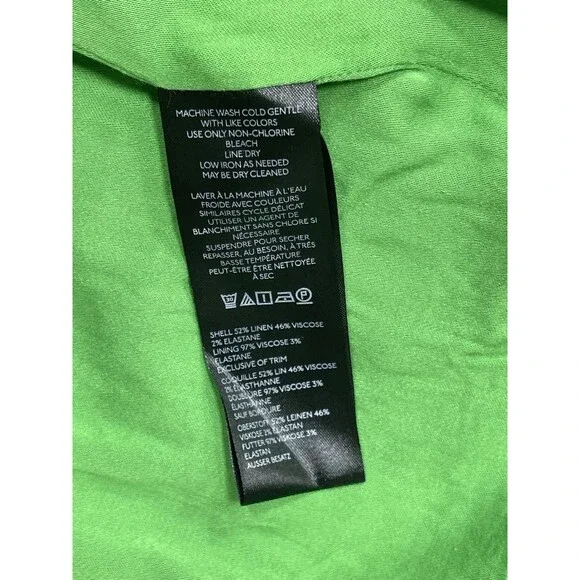 MACHINE WASH COLD GENTLE
WITH LIKE COLORS
USE ONLY NON-CHLORINE
BLEACH
LINE DRY
LOW IRON AS NEEDED
MAY BE DRY CLEANED
LAVER À LA MACHINE À L'EAU
FROIDE AVEC COULEURS
SIMILAIRES CYCLE DÉLICAT
UTILISER UN AGENT DE
BLANCHIMENT SANS CHLORE SI
NÉCESSAIRE
SUSPENDRE POUR SÉCHER
REPASSER, AU BESOIN, À TRÈS
BASSE TEMPÉRATURE
PEUT-ÊTRE ÊTRE NETTOYÉE
À SEC
30 P
SHELL 52% LINEN 46% VISCOSE
2% ELASTANE
LINING 97% VISCOSE 3%
ELASTANE
EXCLUSIVE OF TRIM
COQUILLE 52% LIN 46% VISCOSE
2% ÉLASTHANNE
DOUBLURE 97% VISCOSE 3%
ÉLASTHANNE
SAUF BORDURE
OBERSTOFF 52% LEINEN 46%
VISKOSE 2% ELASTAN
FUTTER 97% VISKOSE 3%
ELASTAN
AUSSER BESATZ